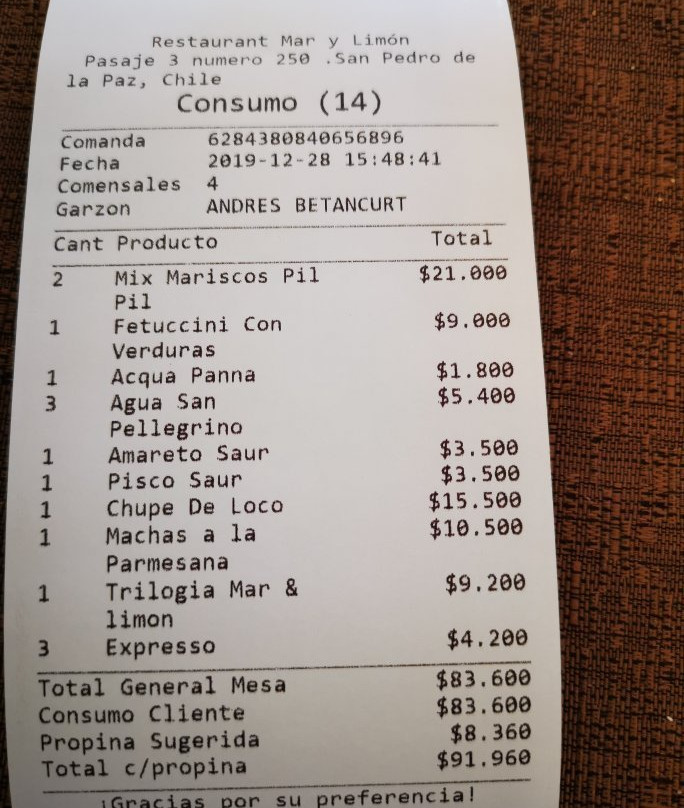 Restaurant Mar y Limón
Pasaje 3 numero 250 .San Pedro de
la Paz, Chile
Consumo (14)
Comanda 6284380840656896
Fecha 2019-12-28 15:48:41
Comensales 4
Garzon ANDRES BETANCURT
Cant Producto Total
2 Mix Mariscos Pil $21.000
Pil
1 Fetuccini Con $9.000
Verduras
1 Acqua Panna $1.800
3 Agua San $5.400
Pellegrino
1 Amareto Saur $3.500
1 Pisco Saur $3.500
1 Chupe De Loco $15.500
1 Machas a la $10.500
Parmesana
1 Trilogia Mar & $9.200
limon
3 Expresso $4.200
Total General Mesa $83.600
Consumo Cliente $83.600
Propina Sugerida $8.360
Total c/propina $91.960
¡Gracias por su preferencia!